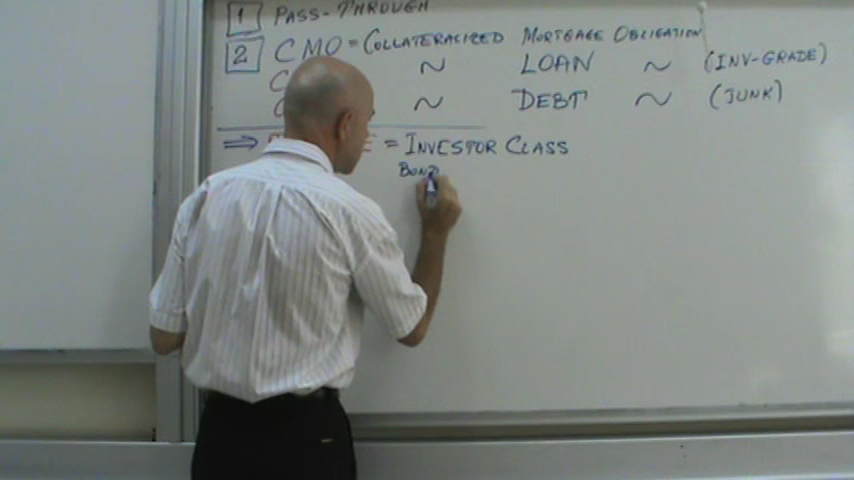 1 PASS-THROUGH
2 CMO = COLLATERALIZED MORTGAGE OBLIGATION
C ~ LOAN ~ (INV-GRADE)
~ DEBT ~ (JUNK)
⇒ E = INVESTOR CLASS
BOND